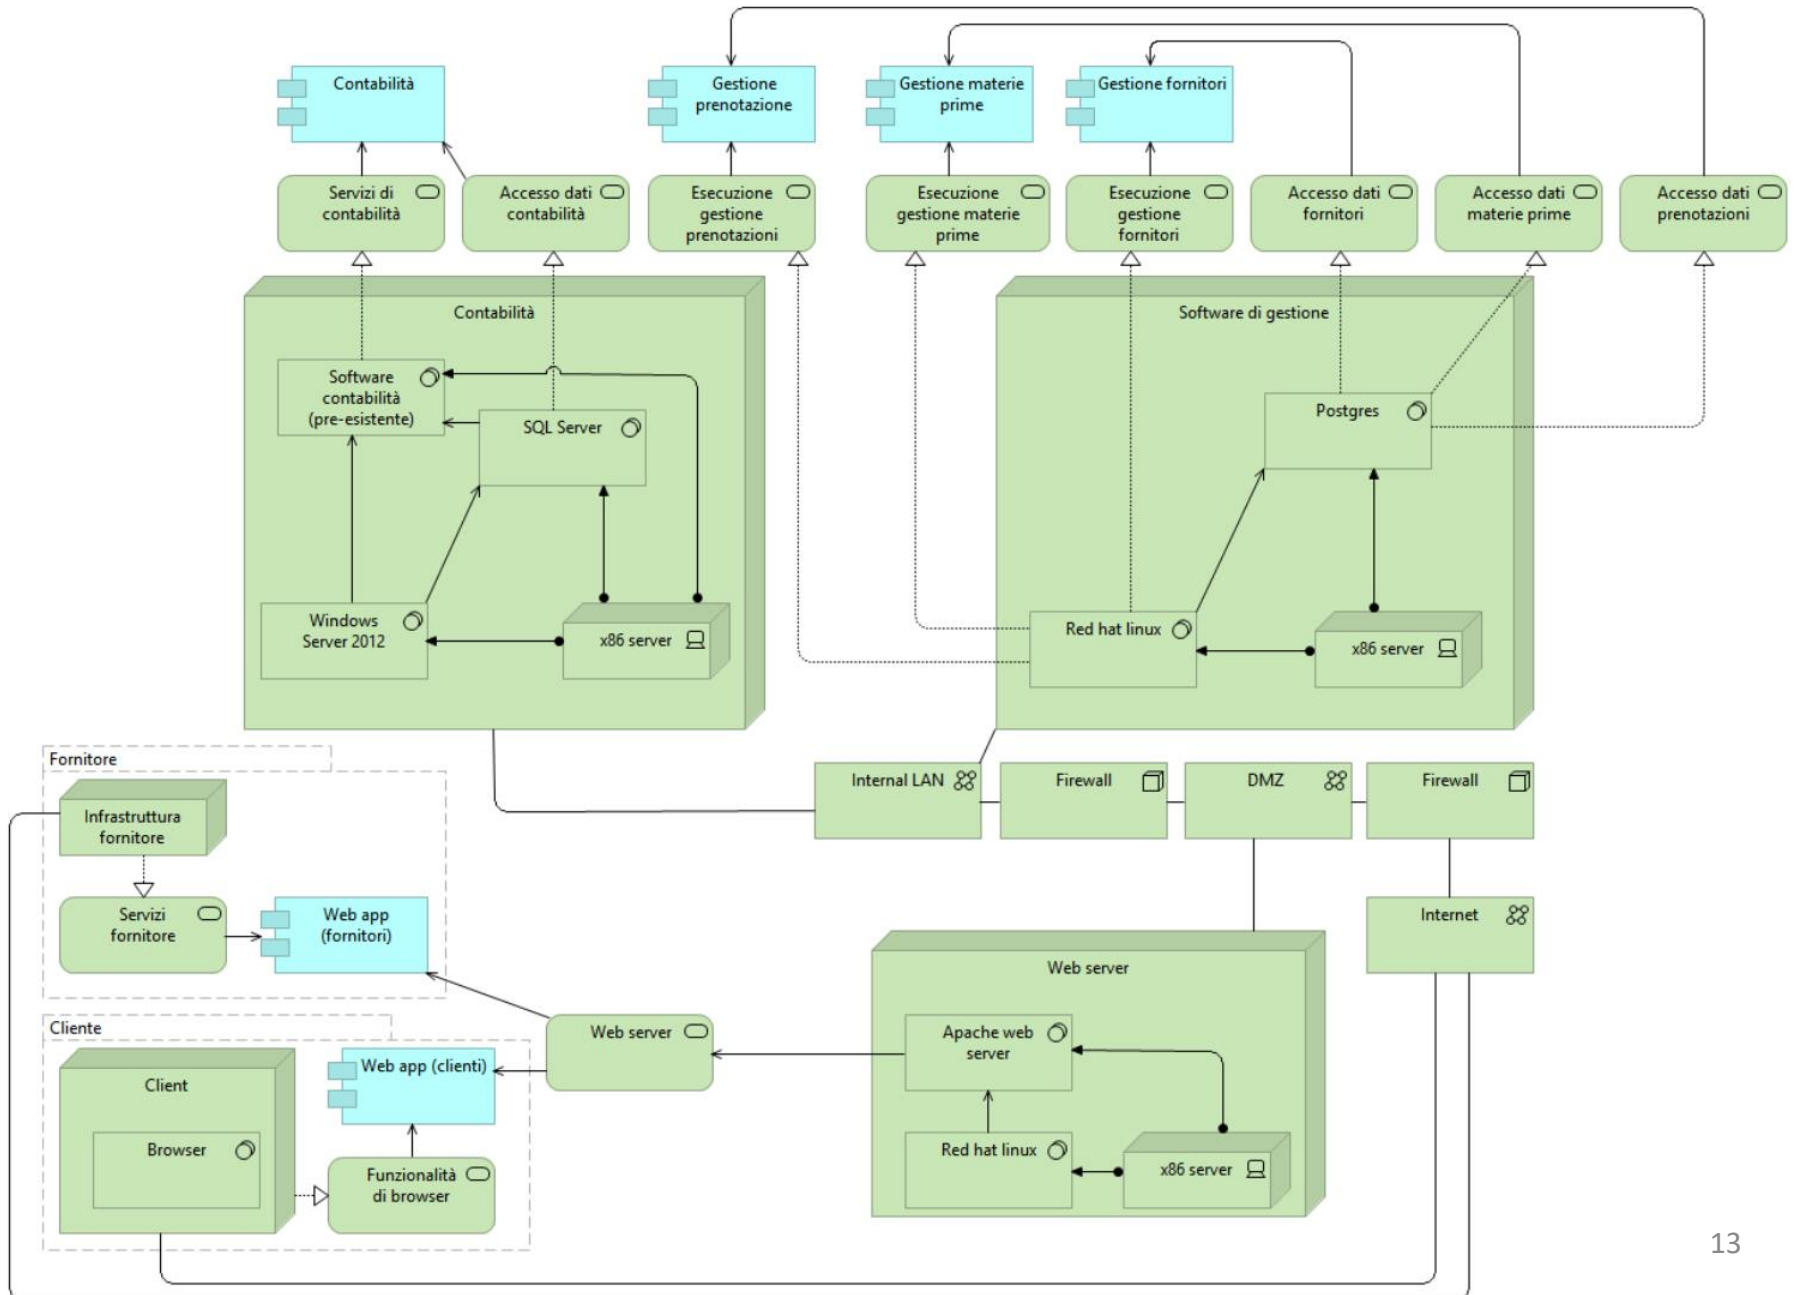 Contabilità
Gestione
prenotazione
Gestione materie
prime
Gestione fornitori
Servizi di
contabilità
Accesso dati
contabilità
Esecuzione
gestione
prenotazioni
Esecuzione
gestione materie
prime
Esecuzione
gestione
fornitori
Accesso dati
fornitori
Accesso dati
materie prime
Accesso dati
prenotazioni
Contabilità
Software
contabilità
(pre-esistente)
SQL Server
Windows
Server 2012
x86 server
Software di gestione
Postgres
Red hat linux
x86 server
Fornitore
Infrastruttura
fornitore
Servizi
fornitore
Web app
(fornitori)
Internal LAN
Firewall
DMZ
Firewall
Internet
Cliente
Client
Browser
Web app (clienti)
Funzionalità
di browser
Web server
Web server
Apache web
server
Red hat linux
x86 server
13